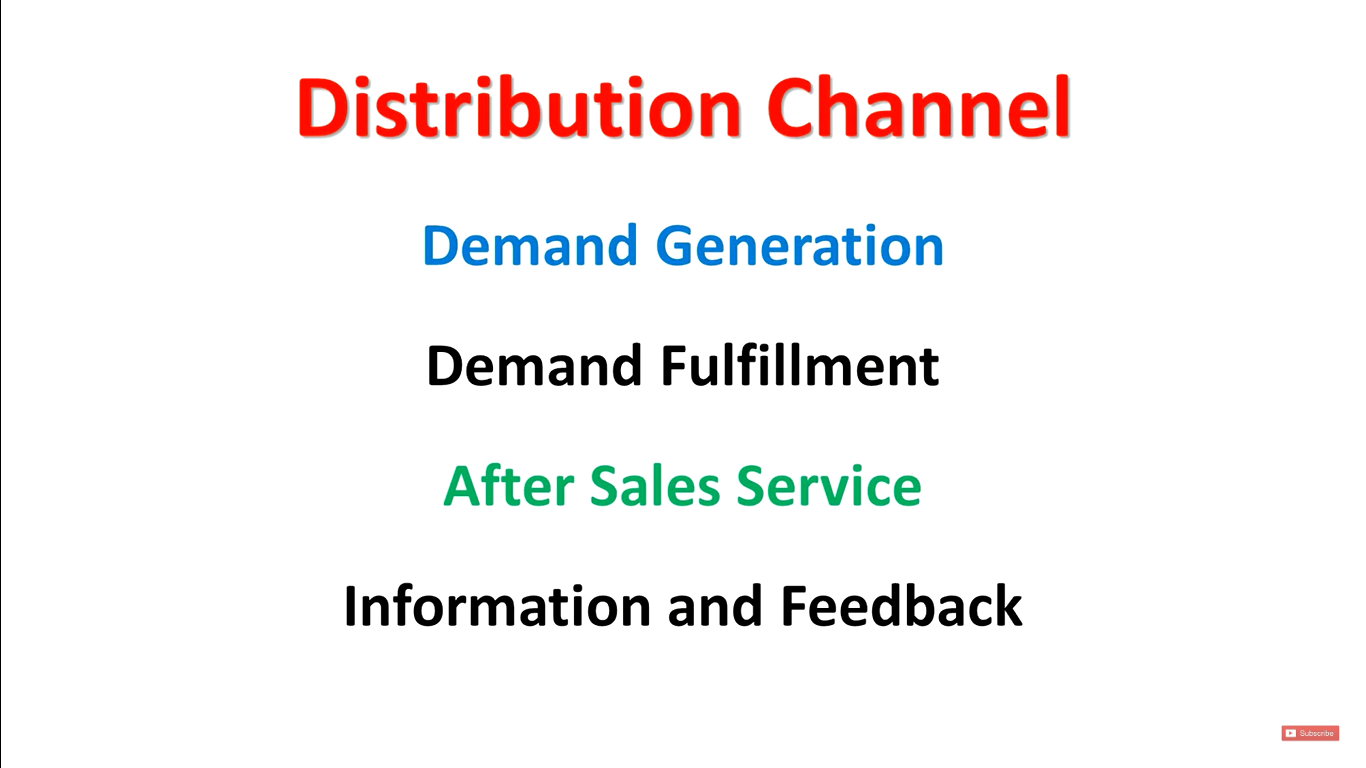 Distribution Channel
Demand Generation
Demand Fulfillment
After Sales Service
Information and Feedback
Subscribe